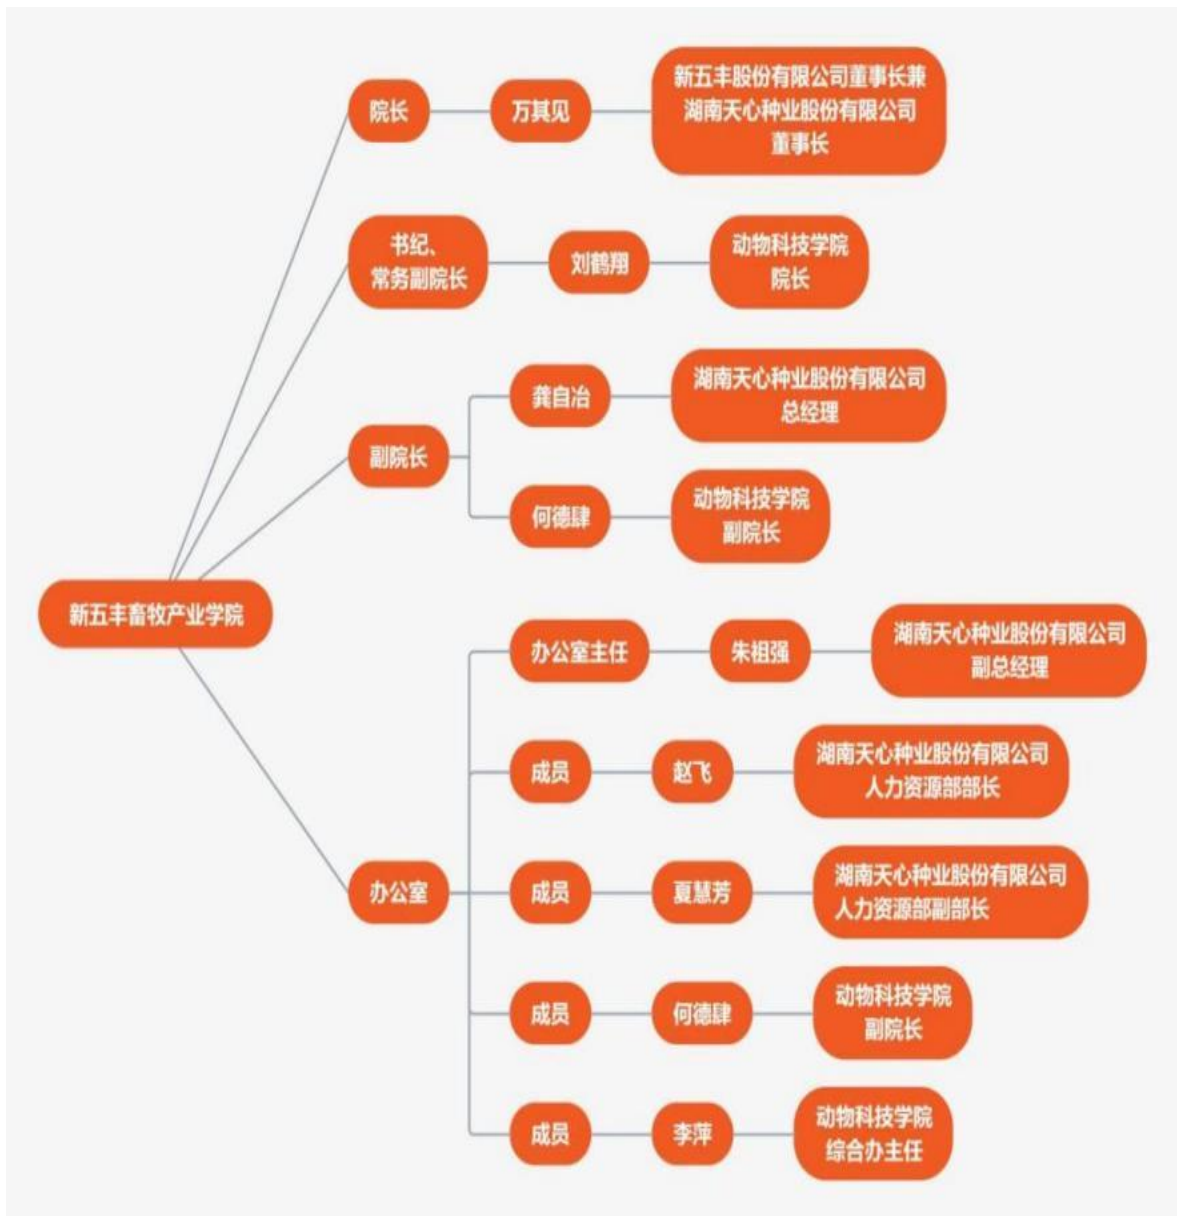 院长
万其见
新五丰股份有限公司董事长兼
湖南天心种业股份有限公司
董事长
书纪、
常务副院长
刘鹤翔
动物科技学院
院长
副院长
龚自冶
湖南天心种业股份有限公司
总经理
何德肆
动物科技学院
副院长
新五丰畜牧产业学院
办公室
办公室主任
朱祖强
湖南天心种业股份有限公司
副总经理
成员
赵飞
湖南天心种业股份有限公司
人力资源部部长
成员
夏慧芳
湖南天心种业股份有限公司
人力资源部副部长
成员
何德肆
动物科技学院
副院长
成员
李萍
动物科技学院
综合办主任